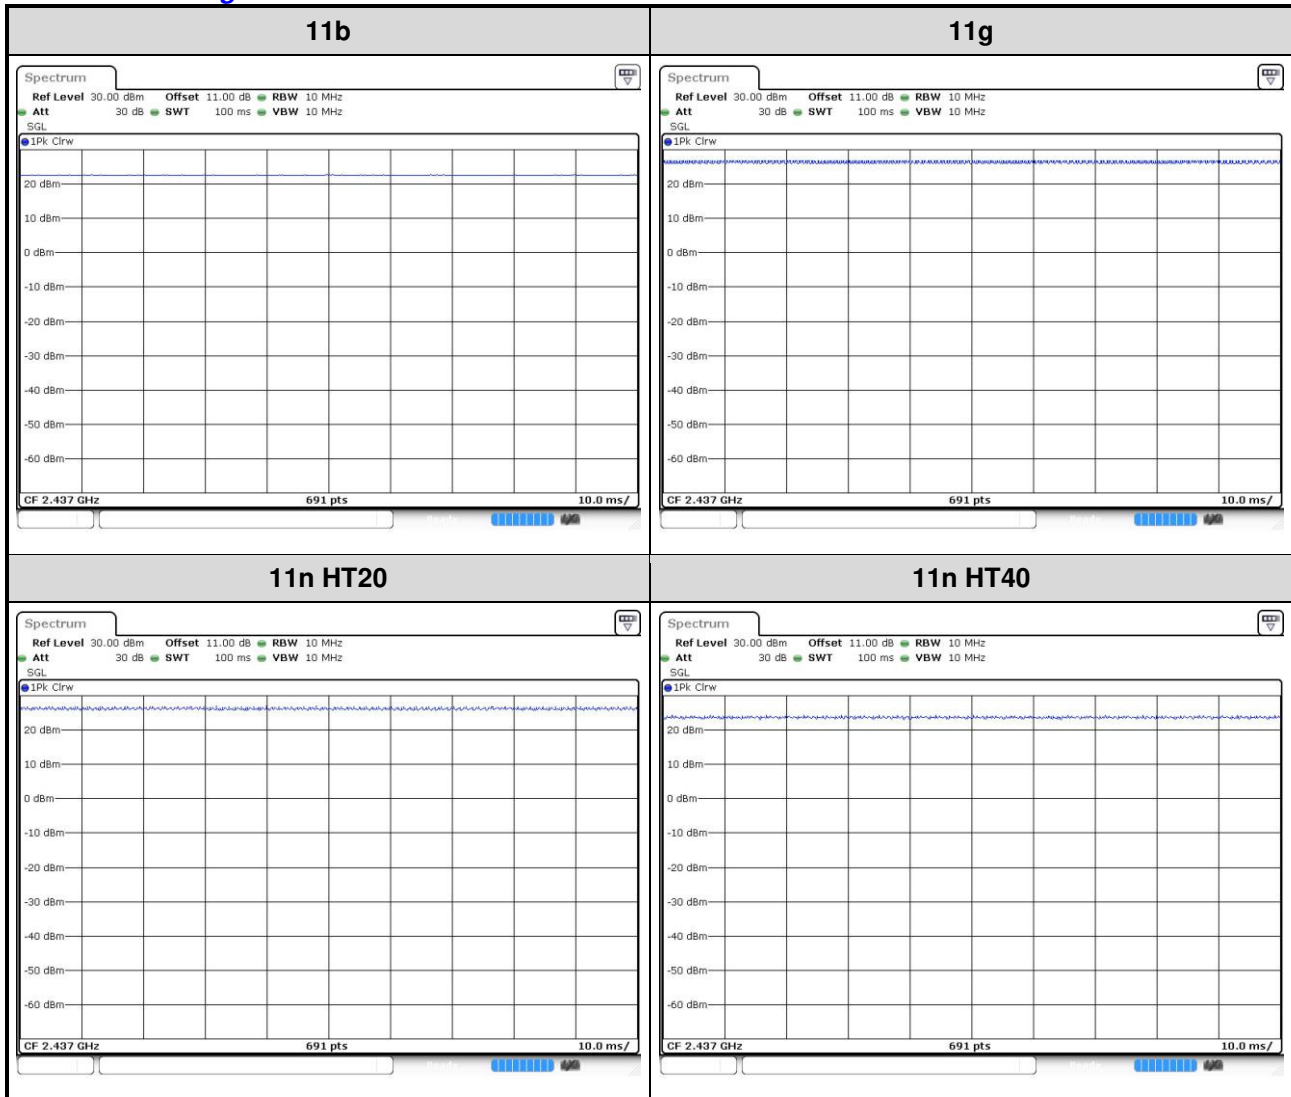 11b
11g
Spectrum
Ref Level 30.00 dBm Offset 11.00 dB RBW 10 MHz
Att 30 dB SWT 100 ms VBW 10 MHz
SGL
1Pk Clrw
20 dBm
10 dBm
0 dBm
-10 dBm
-20 dBm
-30 dBm
-40 dBm
-50 dBm
-60 dBm
CF 2.437 GHz 691 pts 10.0 ms/
Spectrum
Ref Level 30.00 dBm Offset 11.00 dB RBW 10 MHz
Att 30 dB SWT 100 ms VBW 10 MHz
SGL
1Pk Clrw
20 dBm
10 dBm
0 dBm
-10 dBm
-20 dBm
-30 dBm
-40 dBm
-50 dBm
-60 dBm
CF 2.437 GHz 691 pts 10.0 ms/
11n HT20
11n HT40
Spectrum
Ref Level 30.00 dBm Offset 11.00 dB RBW 10 MHz
Att 30 dB SWT 100 ms VBW 10 MHz
SGL
1Pk Clrw
20 dBm
10 dBm
0 dBm
-10 dBm
-20 dBm
-30 dBm
-40 dBm
-50 dBm
-60 dBm
CF 2.437 GHz 691 pts 10.0 ms/
Spectrum
Ref Level 30.00 dBm Offset 11.00 dB RBW 10 MHz
Att 30 dB SWT 100 ms VBW 10 MHz
SGL
1Pk Clrw
20 dBm
10 dBm
0 dBm
-10 dBm
-20 dBm
-30 dBm
-40 dBm
-50 dBm
-60 dBm
CF 2.437 GHz 691 pts 10.0 ms/